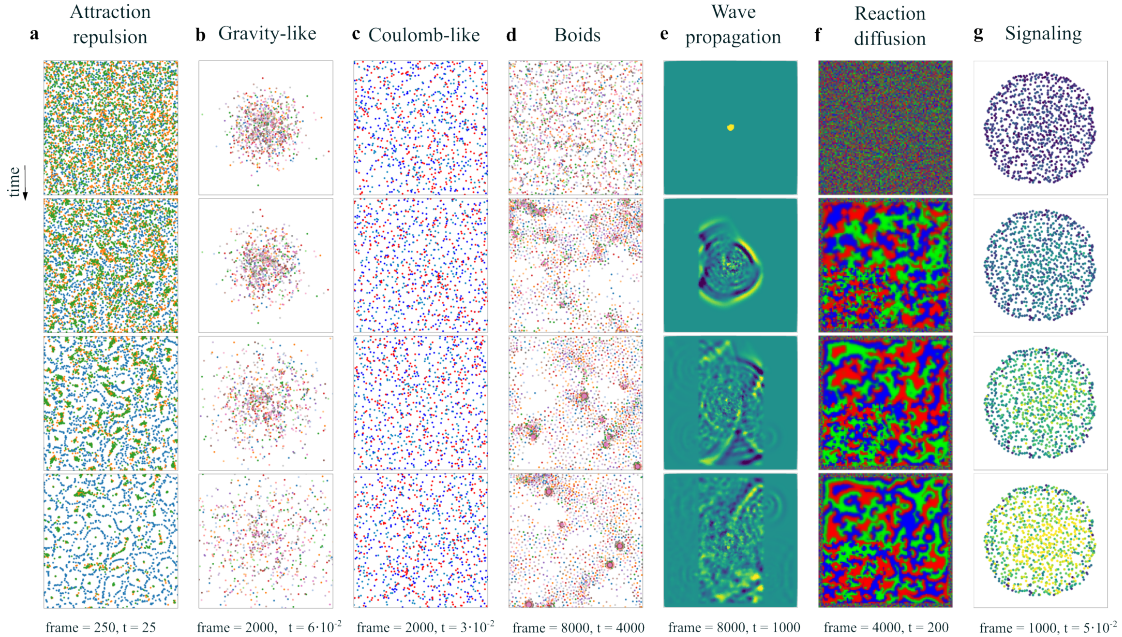 Attraction
repulsion
Gravity-like
Coulomb-like
Boids
Wave
propagation
Reaction
diffusion
Signaling
a
b
c
d
e
f
g
time
frame = 250, t = 25
frame = 2000, t = 6·10⁻²
frame = 2000, t = 3·10⁻²
frame = 8000, t = 4000
frame = 8000, t = 1000
frame = 4000, t = 200
frame = 1000, t = 5·10⁻²